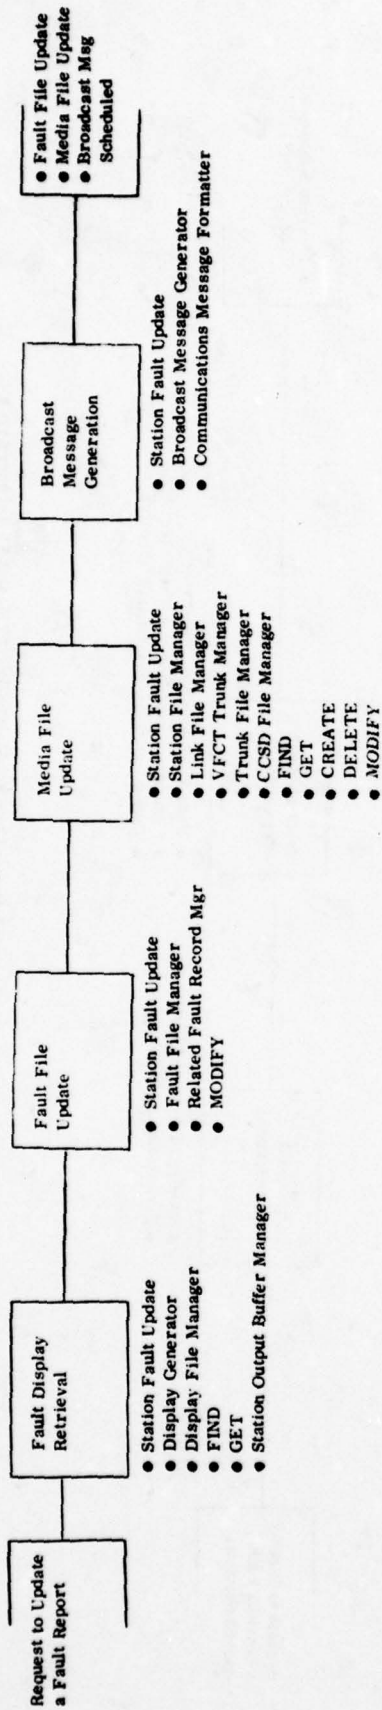 Request to Update
a Fault Report
Fault Display
Retrieval
● Station Fault Update
● Display Generator
● Display File Manager
● FIND
● GET
● Station Output Buffer Manager
Fault File
Update
● Station Fault Update
● Fault File Manager
● Related Fault Record Mgr
● MODIFY
Media File
Update
● Station Fault Update
● Station File Manager
● Link File Manager
● VFCT Trunk Manager
● Trunk File Manager
● CCSD File Manager
● FIND
● GET
● CREATE
● DELETE
● MODIFY
Broadcast
Message
Generation
● Station Fault Update
● Broadcast Message Generator
● Communications Message Formatter
● Fault File Update
● Media File Update
● Broadcast Msg
Scheduled